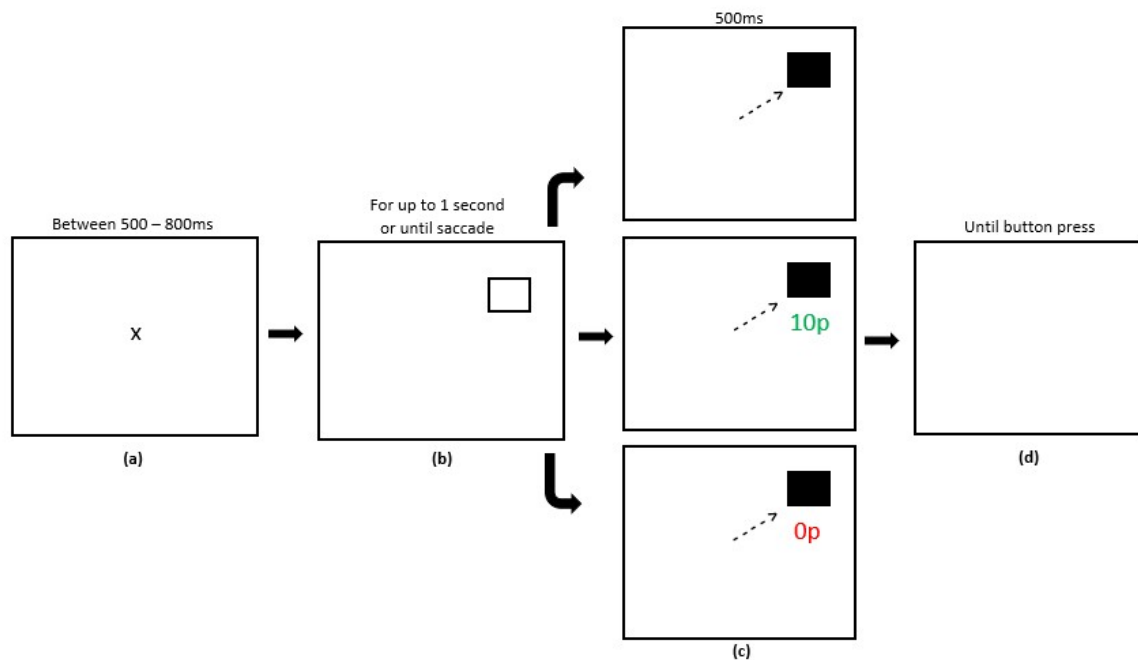 500ms
Between 500 – 800ms
X
(a)
For up to 1 second
or until saccade
(b)
10p
0p
(c)
Until button press
(d)